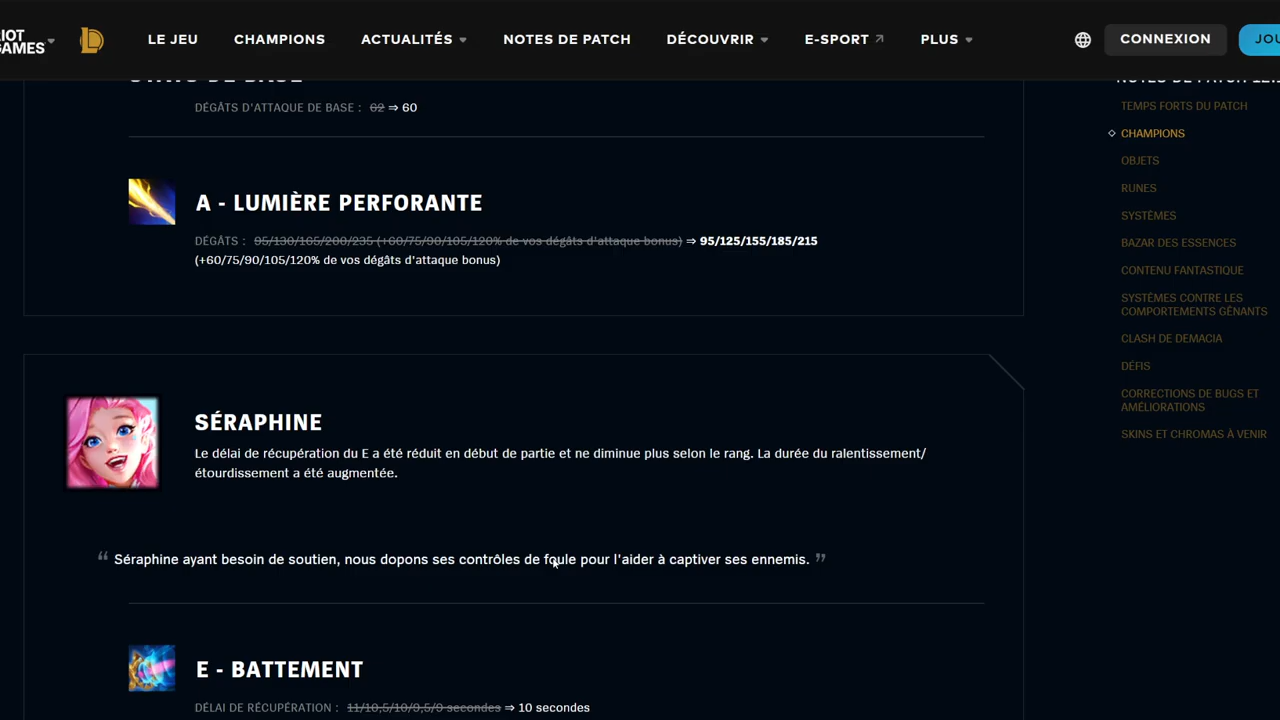 RIOT
GAMES
LE JEU
CHAMPIONS
ACTUALITÉS
NOTES DE PATCH
DÉCOUVRIR
E-SPORT
PLUS
CONNEXION
STATS DE BASE
DÉGÂTS D'ATTAQUE DE BASE : 62 ⇒ 60
A - LUMIÈRE PERFORANTE
DÉGÂTS : 95/130/165/200/235 (+60/75/90/105/120% de vos dégâts d'attaque bonus) ⇒ 95/125/155/185/215
(+60/75/90/105/120% de vos dégâts d'attaque bonus)
SÉRAPHINE
Le délai de récupération du E a été réduit en début de partie et ne diminue plus selon le rang. La durée du ralentissement/
étourdissement a été augmentée.
“ Séraphine ayant besoin de soutien, nous dopons ses contrôles de foule pour l'aider à captiver ses ennemis. ”
E - BATTEMENT
DÉLAI DE RÉCUPÉRATION : 11/10,5/10/9,5/9 secondes ⇒ 10 secondes
NOTES DE PATCH
TEMPS FORTS DU PATCH
CHAMPIONS
OBJETS
RUNES
SYSTÈMES
BAZAR DES ESSENCES
CONTENU FANTASTIQUE
SYSTÈMES CONTRE LES
COMPORTEMENTS GÊNANTS
CLASH DE DEMACIA
DÉFIS
CORRECTIONS DE BUGS ET
AMÉLIORATIONS
SKINS ET CHROMAS À VENIR